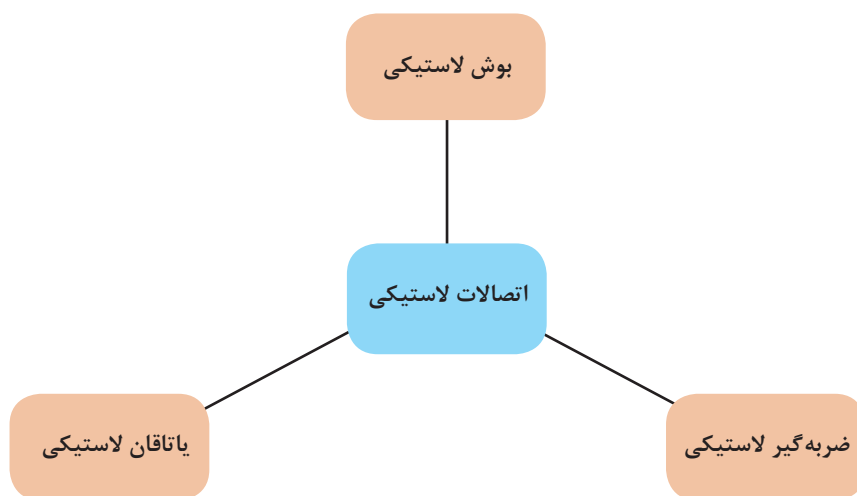 بوش لاستیکی
اتصالات لاستیکی
ضربه‌گیر لاستیکی
یاتاقان لاستیکی